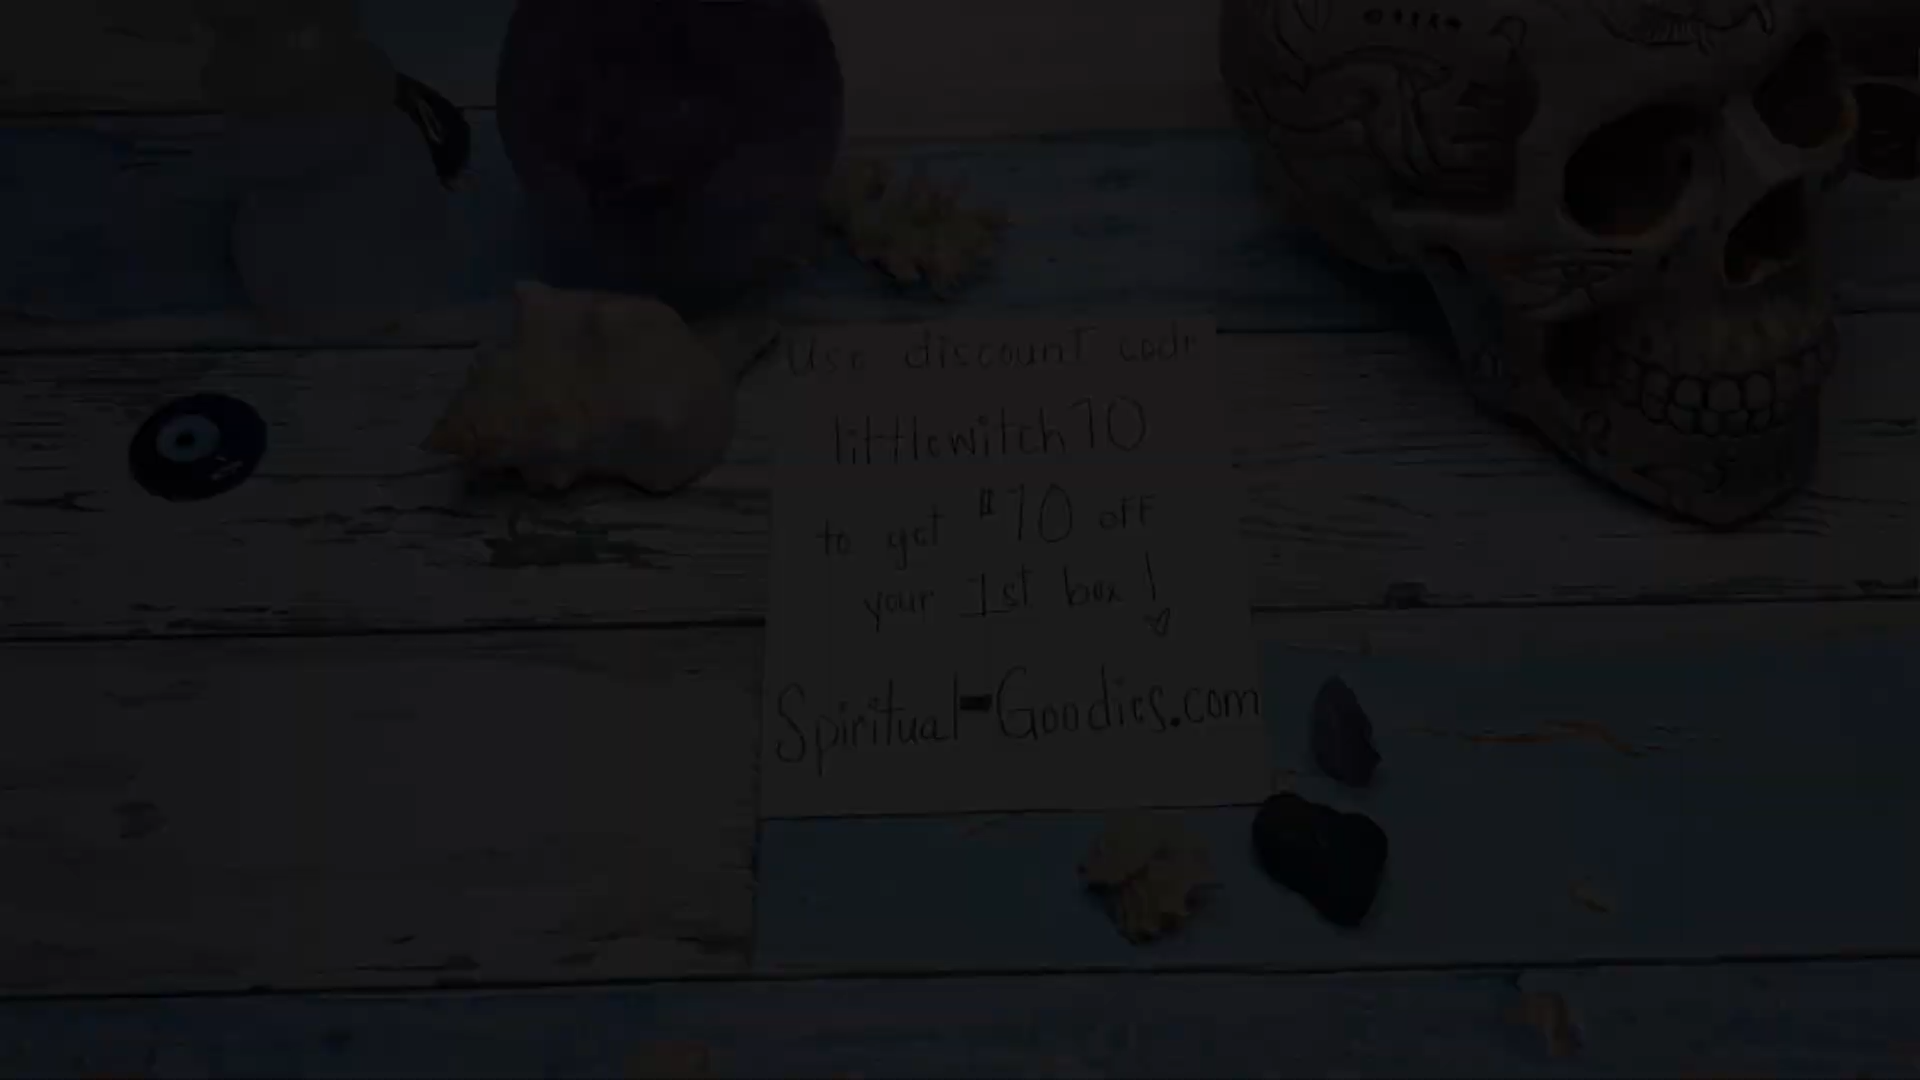 Use discount code
littlewitch10
to get $10 off
your 1st box!
Spiritual-Goodies.com